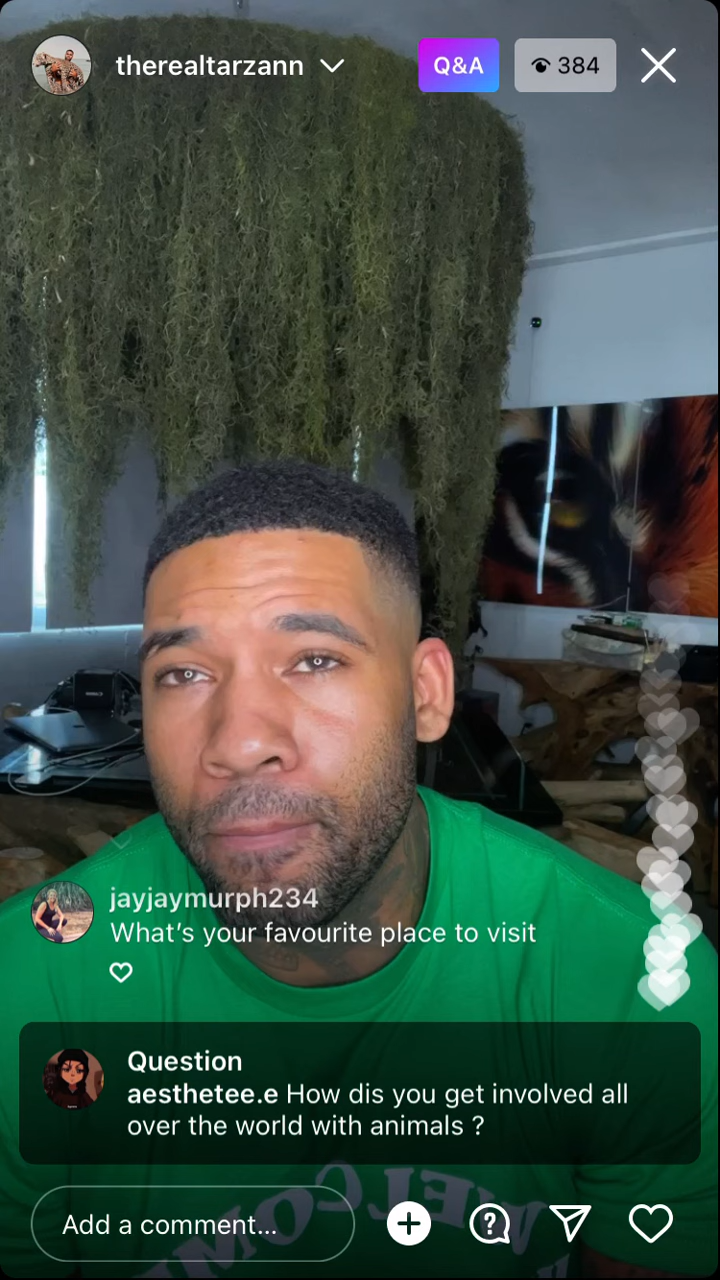 therealtarzann
Q&A
384
jayjaymurph234
What's your favourite place to visit
Question
aesthetee.e How dis you get involved all
over the world with animals ?
WELCOME
Add a comment...